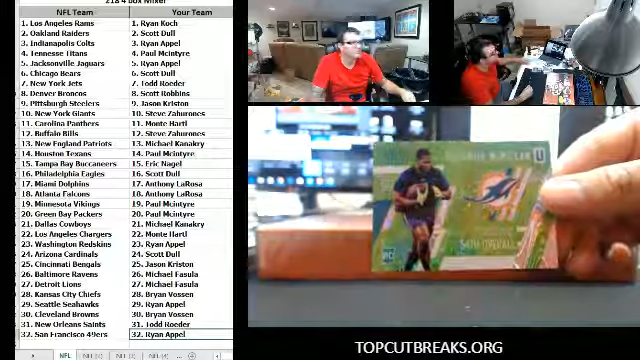 218 4 box Mixer
NFL Team Your Team
1. Los Angeles Rams 1. Ryan Koch
2. Oakland Raiders 2. Scott Dull
3. Indianapolis Colts 3. Ryan Appel
4. Tennesse Titans 4. Paul Mcintyre
5. Jacksonville Jaguars 5. Ryan Appel
6. Chicago Bears 6. Scott Dull
7. New York Jets 7. Todd Roeder
8. Denver Broncos 8. Scott Robbins
9. Pittsburgh Steelers 9. Jason Kriston
10. New York Giants 10. Steve Zaburones
11. Carolina Panthers 11. Monte Hartl
12. Buffalo Bills 12. Steve Zaburones
13. New England Patriots 13. Michael Kanakry
14. Houston Texans 14. Paul Mcintyre
15. Tampa Bay Buccaneers 15. Eric Nagel
16. Philadelphia Eagles 16. Scott Dull
17. Miami Dolphins 17. Anthony LaRosa
18. Atlanta Falcons 18. Anthony LaRosa
19. Minnesota Vikings 19. Paul Mcintyre
20. Green Bay Packers 20. Paul Mcintyre
21. Dallas Cowboys 21. Michael Kanakry
22. Los Angeles Chargers 22. Monte Hartl
23. Washington Redskins 23. Ryan Appel
24. Arizona Cardinals 24. Scott Dull
25. Cincinnati Bengals 25. Jason Kriston
26. Baltimore Ravens 26. Michael Fasula
27. Detroit Lions 27. Michael Fasula
28. Kansas City Chiefs 28. Bryan Vossen
29. Seattle Seahawks 29. Ryan Appel
30. Cleveland Browns 30. Bryan Vossen
31. New Orleans Saints 31. Todd Roeder
32. San Francisco 49ers 32. Ryan Appel
NFL
OVERALL
U
RC
TOPCUTBREAKS.ORG